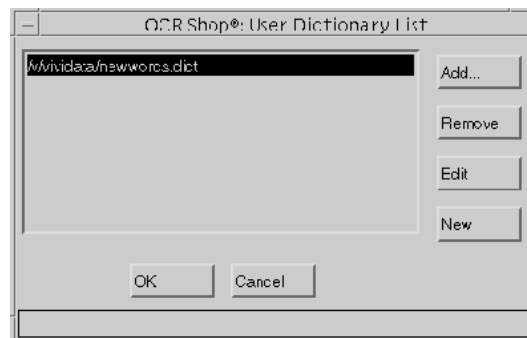 OCR Shop®: User Dictionary List
/v/vividata/newwords.dict
Add...
Remove
Edit
New
OK
Cancel